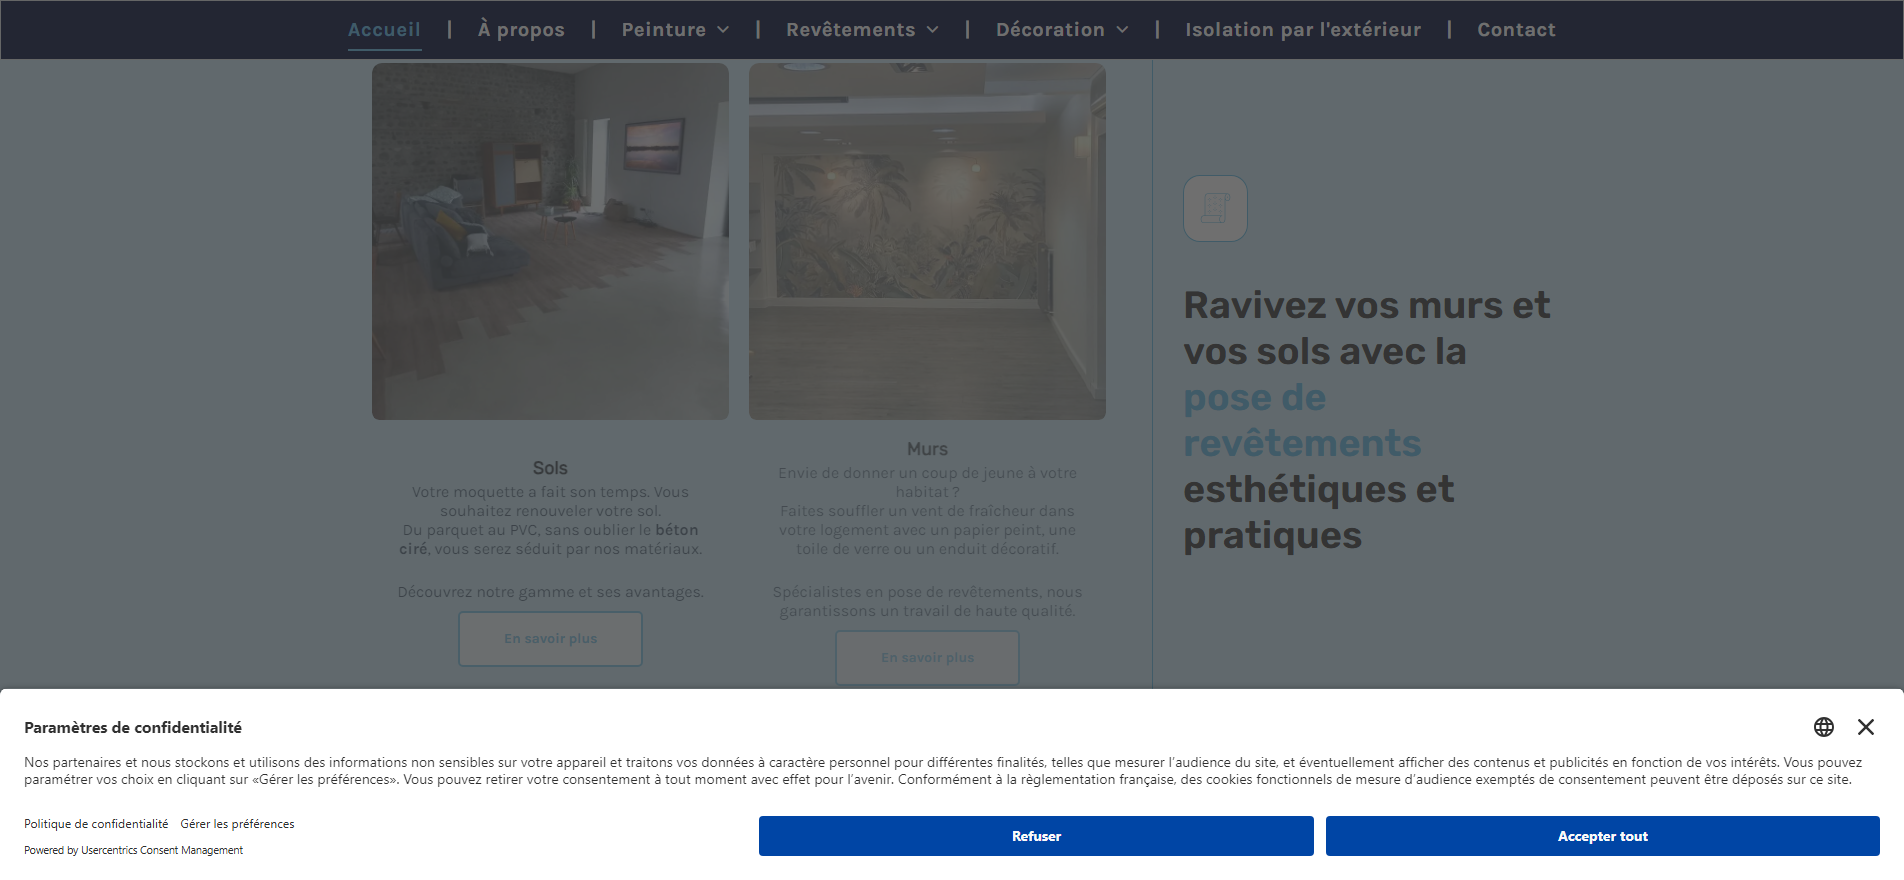 Accueil | À propos | Peinture | Revêtements | Décoration | Isolation par l'extérieur | Contact
Sols
Votre moquette a fait son temps. Vous
souhaitez renouveler votre sol.
Du parquet au PVC, sans oublier le béton
ciré, vous serez séduit par nos matériaux.
Découvrez notre gamme et ses avantages.
En savoir plus
Murs
Envie de donner un coup de jeune à votre
habitat ?
Faites souffler un vent de fraîcheur dans
votre logement avec un papier peint, une
toile de verre ou un enduit décoratif.
Spécialistes en pose de revêtements, nous
garantissons un travail de haute qualité.
En savoir plus
Ravivez vos murs et
vos sols avec la
pose de
revêtements
esthétiques et
pratiques
Paramètres de confidentialité
Nos partenaires et nous stockons et utilisons des informations non sensibles sur votre appareil et traitons vos données à caractère personnel pour différentes finalités, telles que mesurer l'audience du site, et éventuellement afficher des contenus et publicités en fonction de vos intérêts. Vous pouvez
paramétrer vos choix en cliquant sur «Gérer les préférences». Vous pouvez retirer votre consentement à tout moment avec effet pour l'avenir. Conformément à la règlementation française, des cookies fonctionnels de mesure d'audience exemptés de consentement peuvent être déposés sur ce site.
Politique de confidentialité Gérer les préférences
Powered by Usercentrics Consent Management
Refuser
Accepter tout